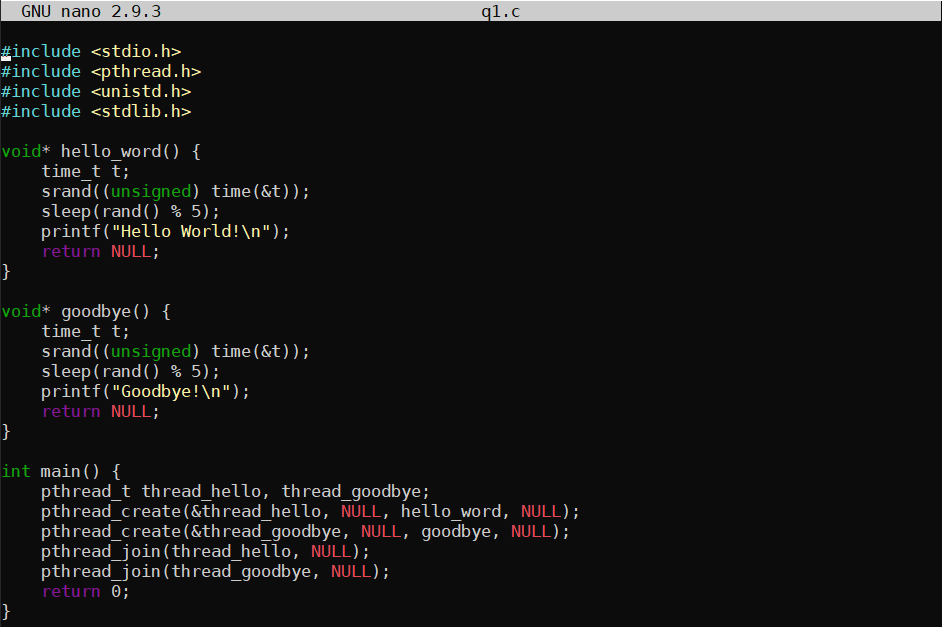 GNU nano 2.9.3 q1.c
#include <stdio.h>
#include <pthread.h>
#include <unistd.h>
#include <stdlib.h>
void* hello_word() {
    time_t t;
    srand((unsigned) time(&t));
    sleep(rand() % 5);
    printf("Hello World!\n");
    return NULL;
}
void* goodbye() {
    time_t t;
    srand((unsigned) time(&t));
    sleep(rand() % 5);
    printf("Goodbye!\n");
    return NULL;
}
int main() {
    pthread_t thread_hello, thread_goodbye;
    pthread_create(&thread_hello, NULL, hello_word, NULL);
    pthread_create(&thread_goodbye, NULL, goodbye, NULL);
    pthread_join(thread_hello, NULL);
    pthread_join(thread_goodbye, NULL);
    return 0;
}